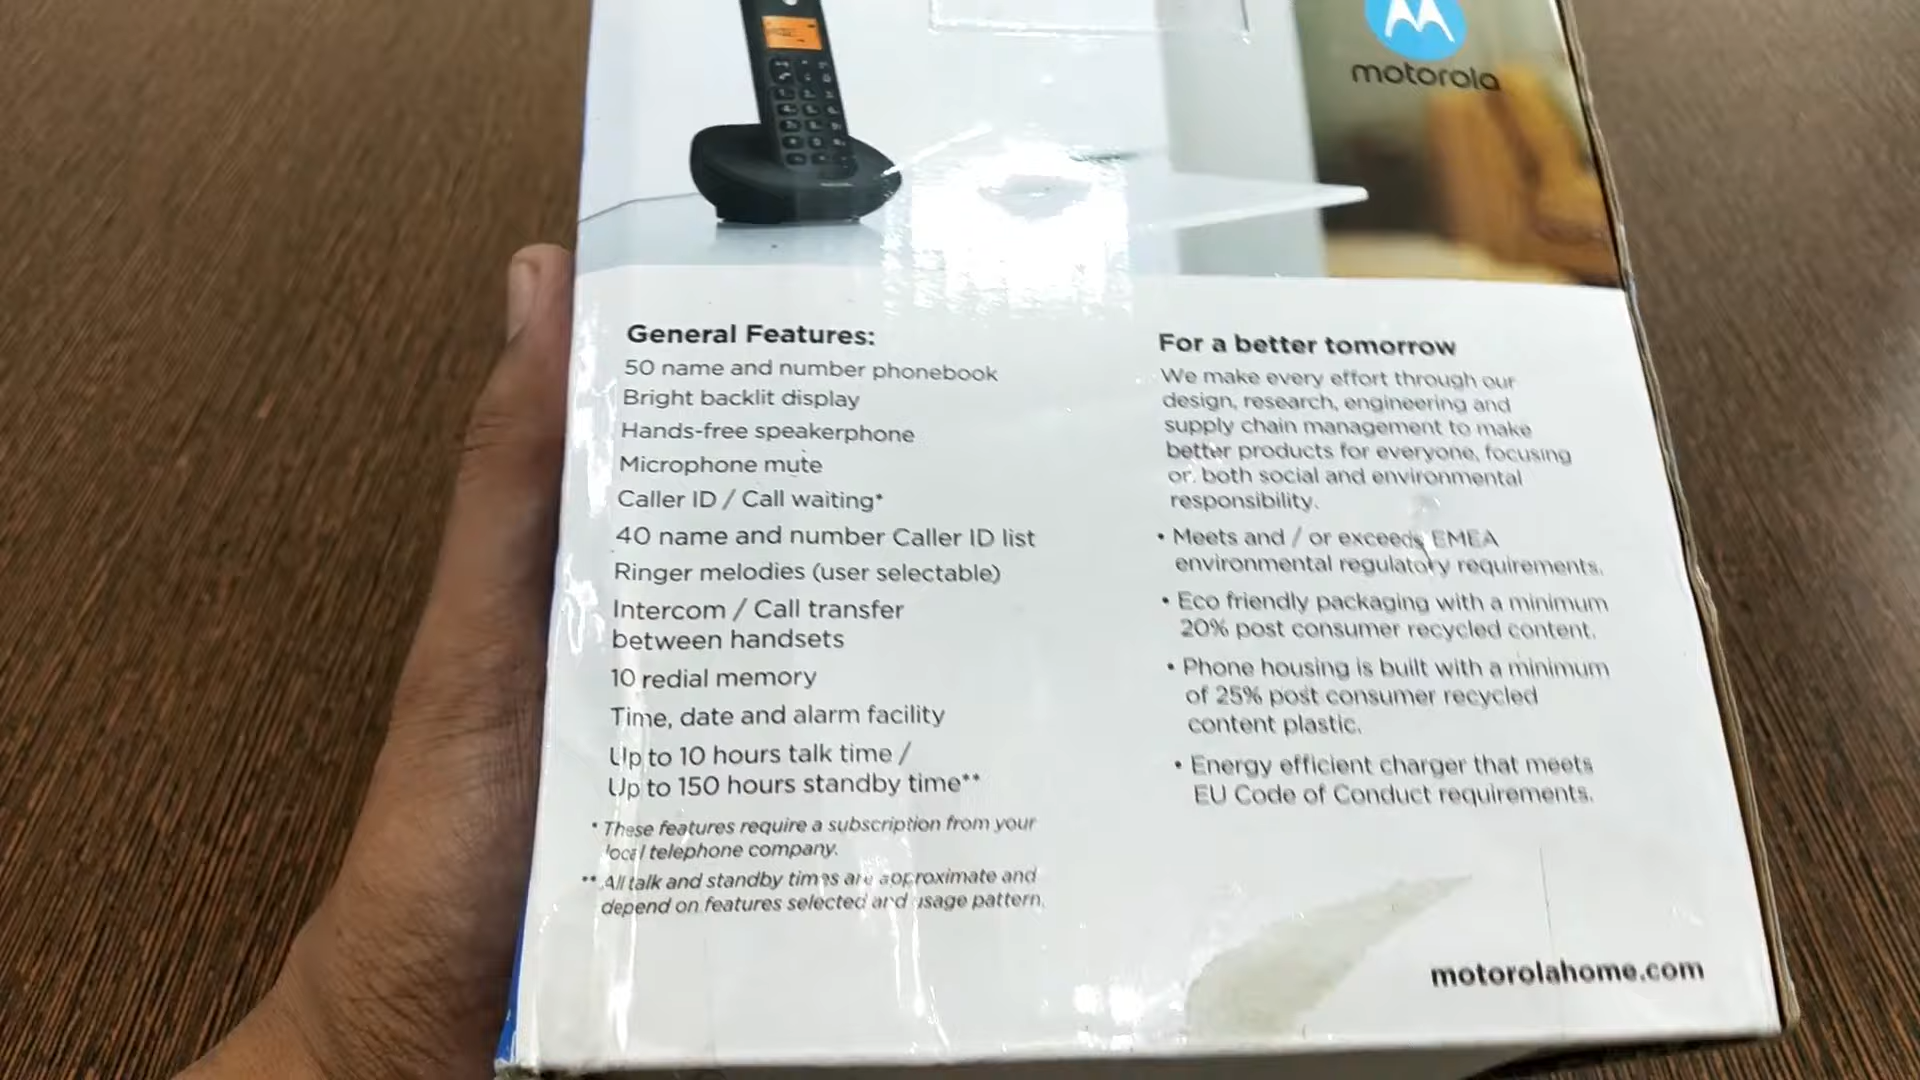 motorola
General Features:
50 name and number phonebook
Bright backlit display
Hands-free speakerphone
Microphone mute
Caller ID / Call waiting*
40 name and number Caller ID list
Ringer melodies (user selectable)
Intercom / Call transfer
between handsets
10 redial memory
Time, date and alarm facility
Up to 10 hours talk time /
Up to 150 hours standby time**
* These features require a subscription from your
local telephone company.
** All talk and standby times are approximate and
depend on features selected and usage pattern.
For a better tomorrow
We make every effort through our
design, research, engineering and
supply chain management to make
better products for everyone, focusing
on both social and environmental
responsibility.
• Meets and / or exceeds EMEA
environmental regulatory requirements.
• Eco friendly packaging with a minimum
20% post consumer recycled content.
• Phone housing is built with a minimum
of 25% post consumer recycled
content plastic.
• Energy efficient charger that meets
EU Code of Conduct requirements.
motorolahome.com